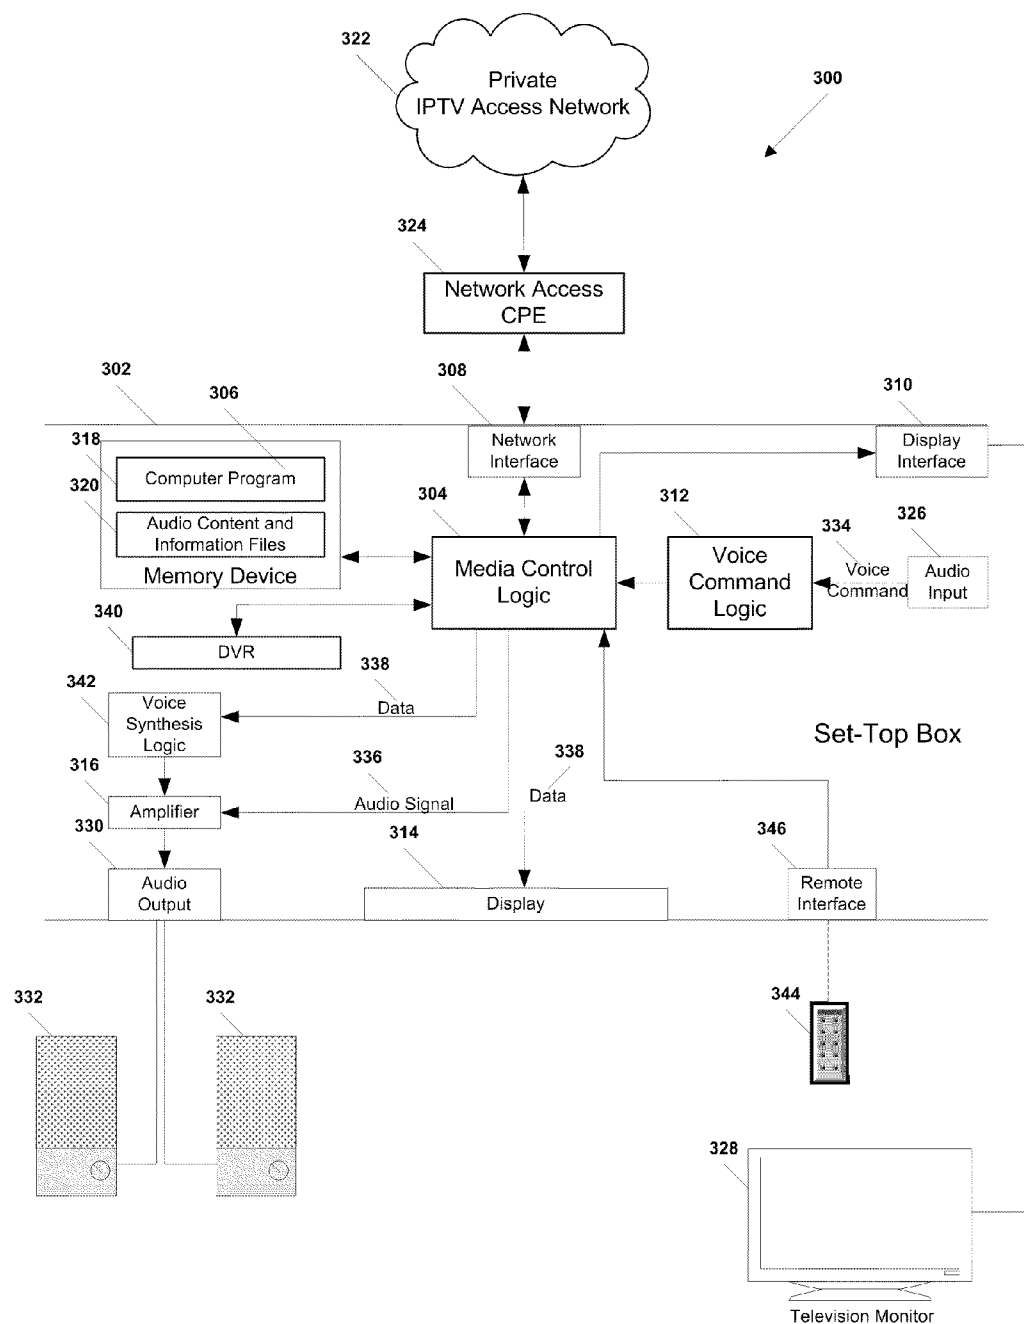 322
Private
IPTV Access Network
300
324
Network Access
CPE
302
306
308
310
318
Computer Program
Network
Interface
Display
Interface
320
Audio Content and
Information Files
Memory Device
304
Media Control
Logic
312
Voice
Command
Logic
334
Voice
Command
326
Audio
Input
340
DVR
338
Data
342
Voice
Synthesis
Logic
Set-Top Box
316
Amplifier
336
Audio Signal
338
Data
330
Audio
Output
314
Display
346
Remote
Interface
332
332
344
328
Television Monitor